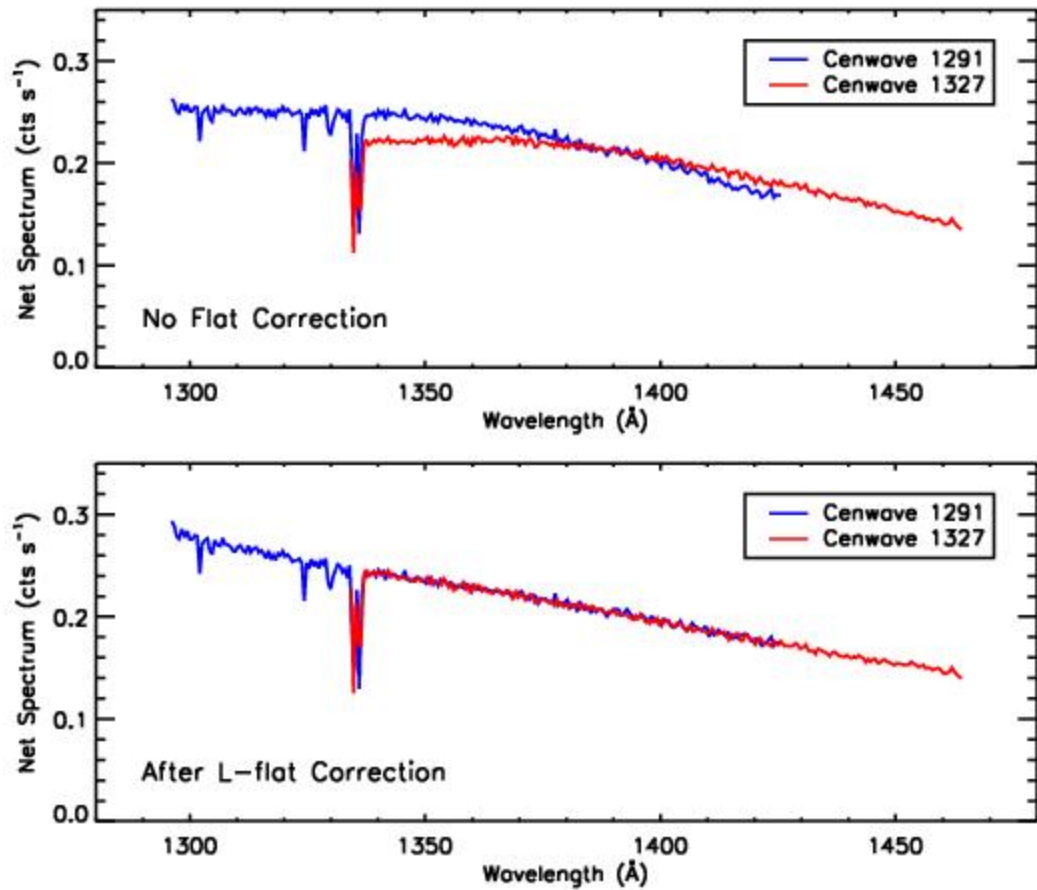 Net Spectrum (cts s⁻¹)
0.3
0.2
0.1
0.0
Cenwave 1291
Cenwave 1327
No Flat Correction
1300 1350 1400 1450
Wavelength (Å)
Net Spectrum (cts s⁻¹)
0.3
0.2
0.1
0.0
Cenwave 1291
Cenwave 1327
After L-flat Correction
1300 1350 1400 1450
Wavelength (Å)